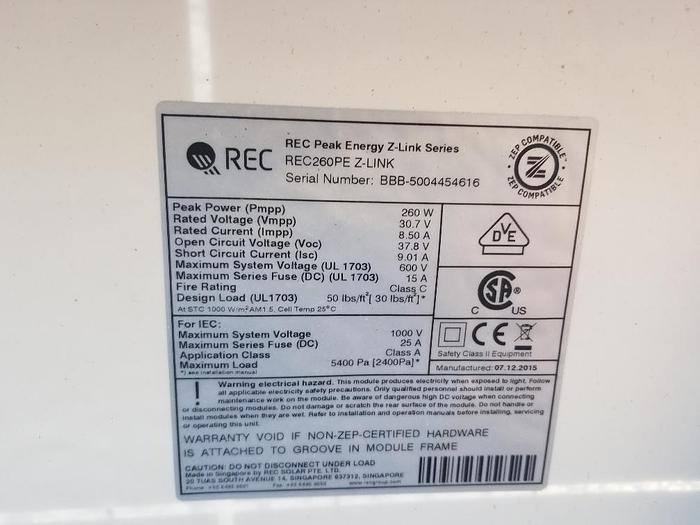 REC
REC Peak Energy Z-Link Series
REC260PE Z-LINK
Serial Number: BBB-5004454616
ZEP COMPATIBLE
ZEP COMPATIBLE
Peak Power (Pmpp) 260 W
Rated Voltage (Vmpp) 30.7 V
Rated Current (Impp) 8.50 A
Open Circuit Voltage (Voc) 37.8 V
Short Circuit Current (Isc) 9.01 A
Maximum System Voltage (UL 1703) 600 V
Maximum Series Fuse (DC) (UL 1703) 15 A
Fire Rating Class C
Design Load (UL1703) 50 lbs/ft²[ 30 lbs/ft²]*
At STC 1000 W/m² AM1.5, Cell Temp 25°C
DVE
SA®
C US
For IEC:
Maximum System Voltage 1000 V
Maximum Series Fuse (DC) 25 A
Application Class Class A
Maximum Load 5400 Pa [2400Pa]*
*) see installation manual
CE
Safety Class II Equipment
Manufactured: 07.12.2015
! Warning electrical hazard. This module produces electricity when exposed to light. Follow
all applicable electricity safety precautions. Only qualified personnel should install or perform
maintenance work on the module. Be aware of dangerous high DC voltage when connecting
or disconnecting modules. Do not damage or scratch the rear surface of the module. Do not handle or
install modules when they are wet. Refer to installation and operation manuals before installing, servicing
or operating this unit.
WARRANTY VOID IF NON-ZEP-CERTIFIED HARDWARE
IS ATTACHED TO GROOVE IN MODULE FRAME
CAUTION: DO NOT DISCONNECT UNDER LOAD
Made in Singapore by REC SOLAR PTE. LTD.
20 TUAS SOUTH AVENUE 14, SINGAPORE 637312, SINGAPORE
www.recgroup.com